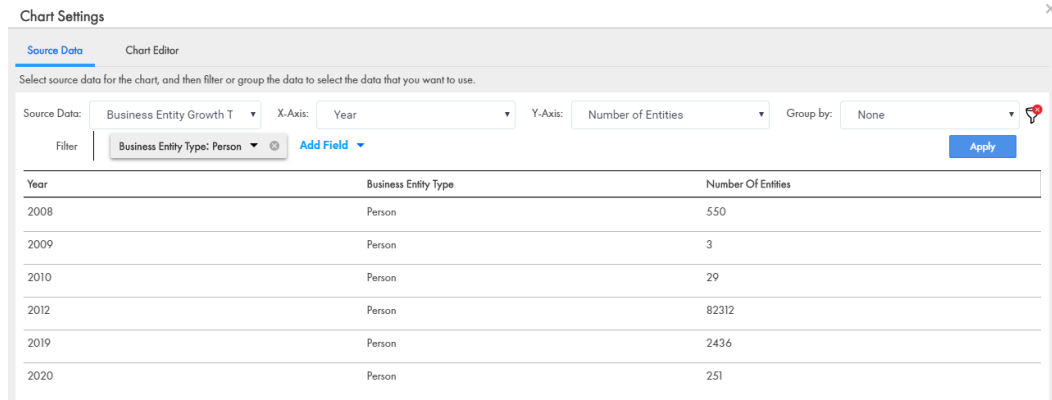 Chart Settings
Source Data Chart Editor
Select source data for the chart, and then filter or group the data to select the data that you want to use.
Source Data: Business Entity Growth T X-Axis: Year Y-Axis: Number of Entities Group by: None
Filter Business Entity Type: Person Add Field Apply
Year Business Entity Type Number Of Entities
2008 Person 550
2009 Person 3
2010 Person 29
2012 Person 82312
2019 Person 2436
2020 Person 251